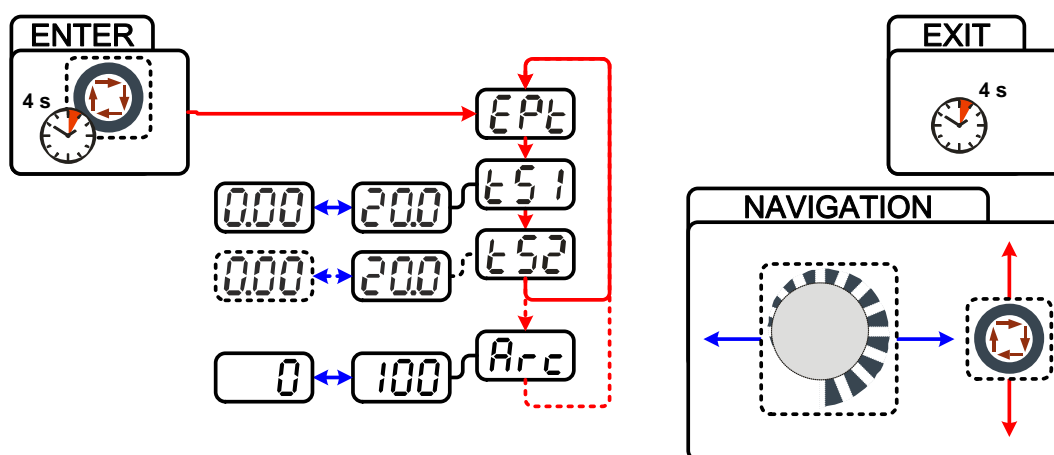 ENTER
EXIT
4 s
4 s
EPt
tS1
0.00
20.0
NAVIGATION
tS2
0.00
20.0
Arc
0
100